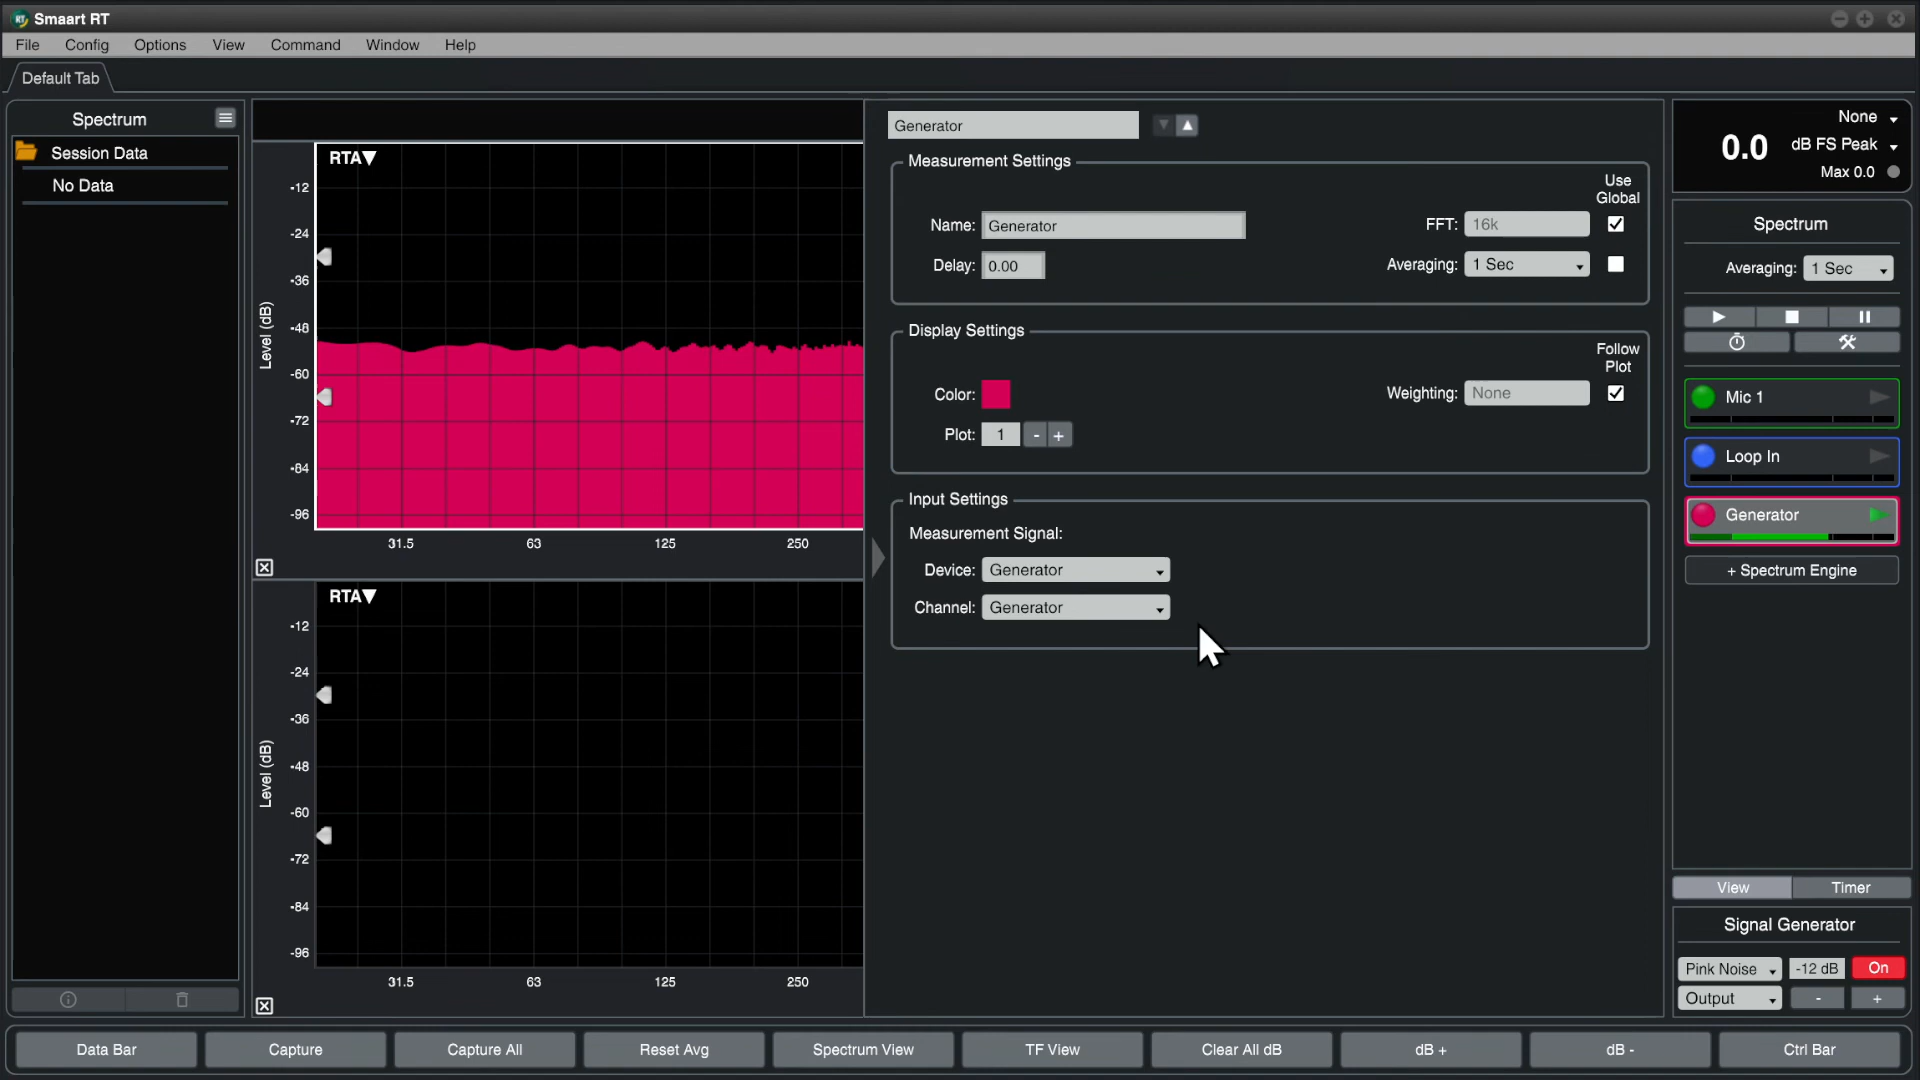 Smaart RT
File Config Options View Command Window Help
Default Tab
Spectrum
Session Data
No Data
RTA
-12
-24
-36
-48
-60
-72
-84
-96
Level (dB)
31.5 63 125 250
RTA
-12
-24
-36
-48
-60
-72
-84
-96
Level (dB)
31.5 63 125 250
Generator
Measurement Settings
Use
Global
Name: Generator
FFT: 16k
Delay: 0.00
Averaging: 1 Sec
Display Settings
Follow
Plot
Color:
Weighting: None
Plot: 1 - +
Input Settings
Measurement Signal:
Device: Generator
Channel: Generator
None
0.0 dB FS Peak
Max 0.0
Spectrum
Averaging: 1 Sec
Mic 1
Loop In
Generator
+ Spectrum Engine
View Timer
Signal Generator
Pink Noise -12 dB On
Output - +
Data Bar Capture Capture All Reset Avg Spectrum View TF View Clear All dB dB + dB - Ctrl Bar